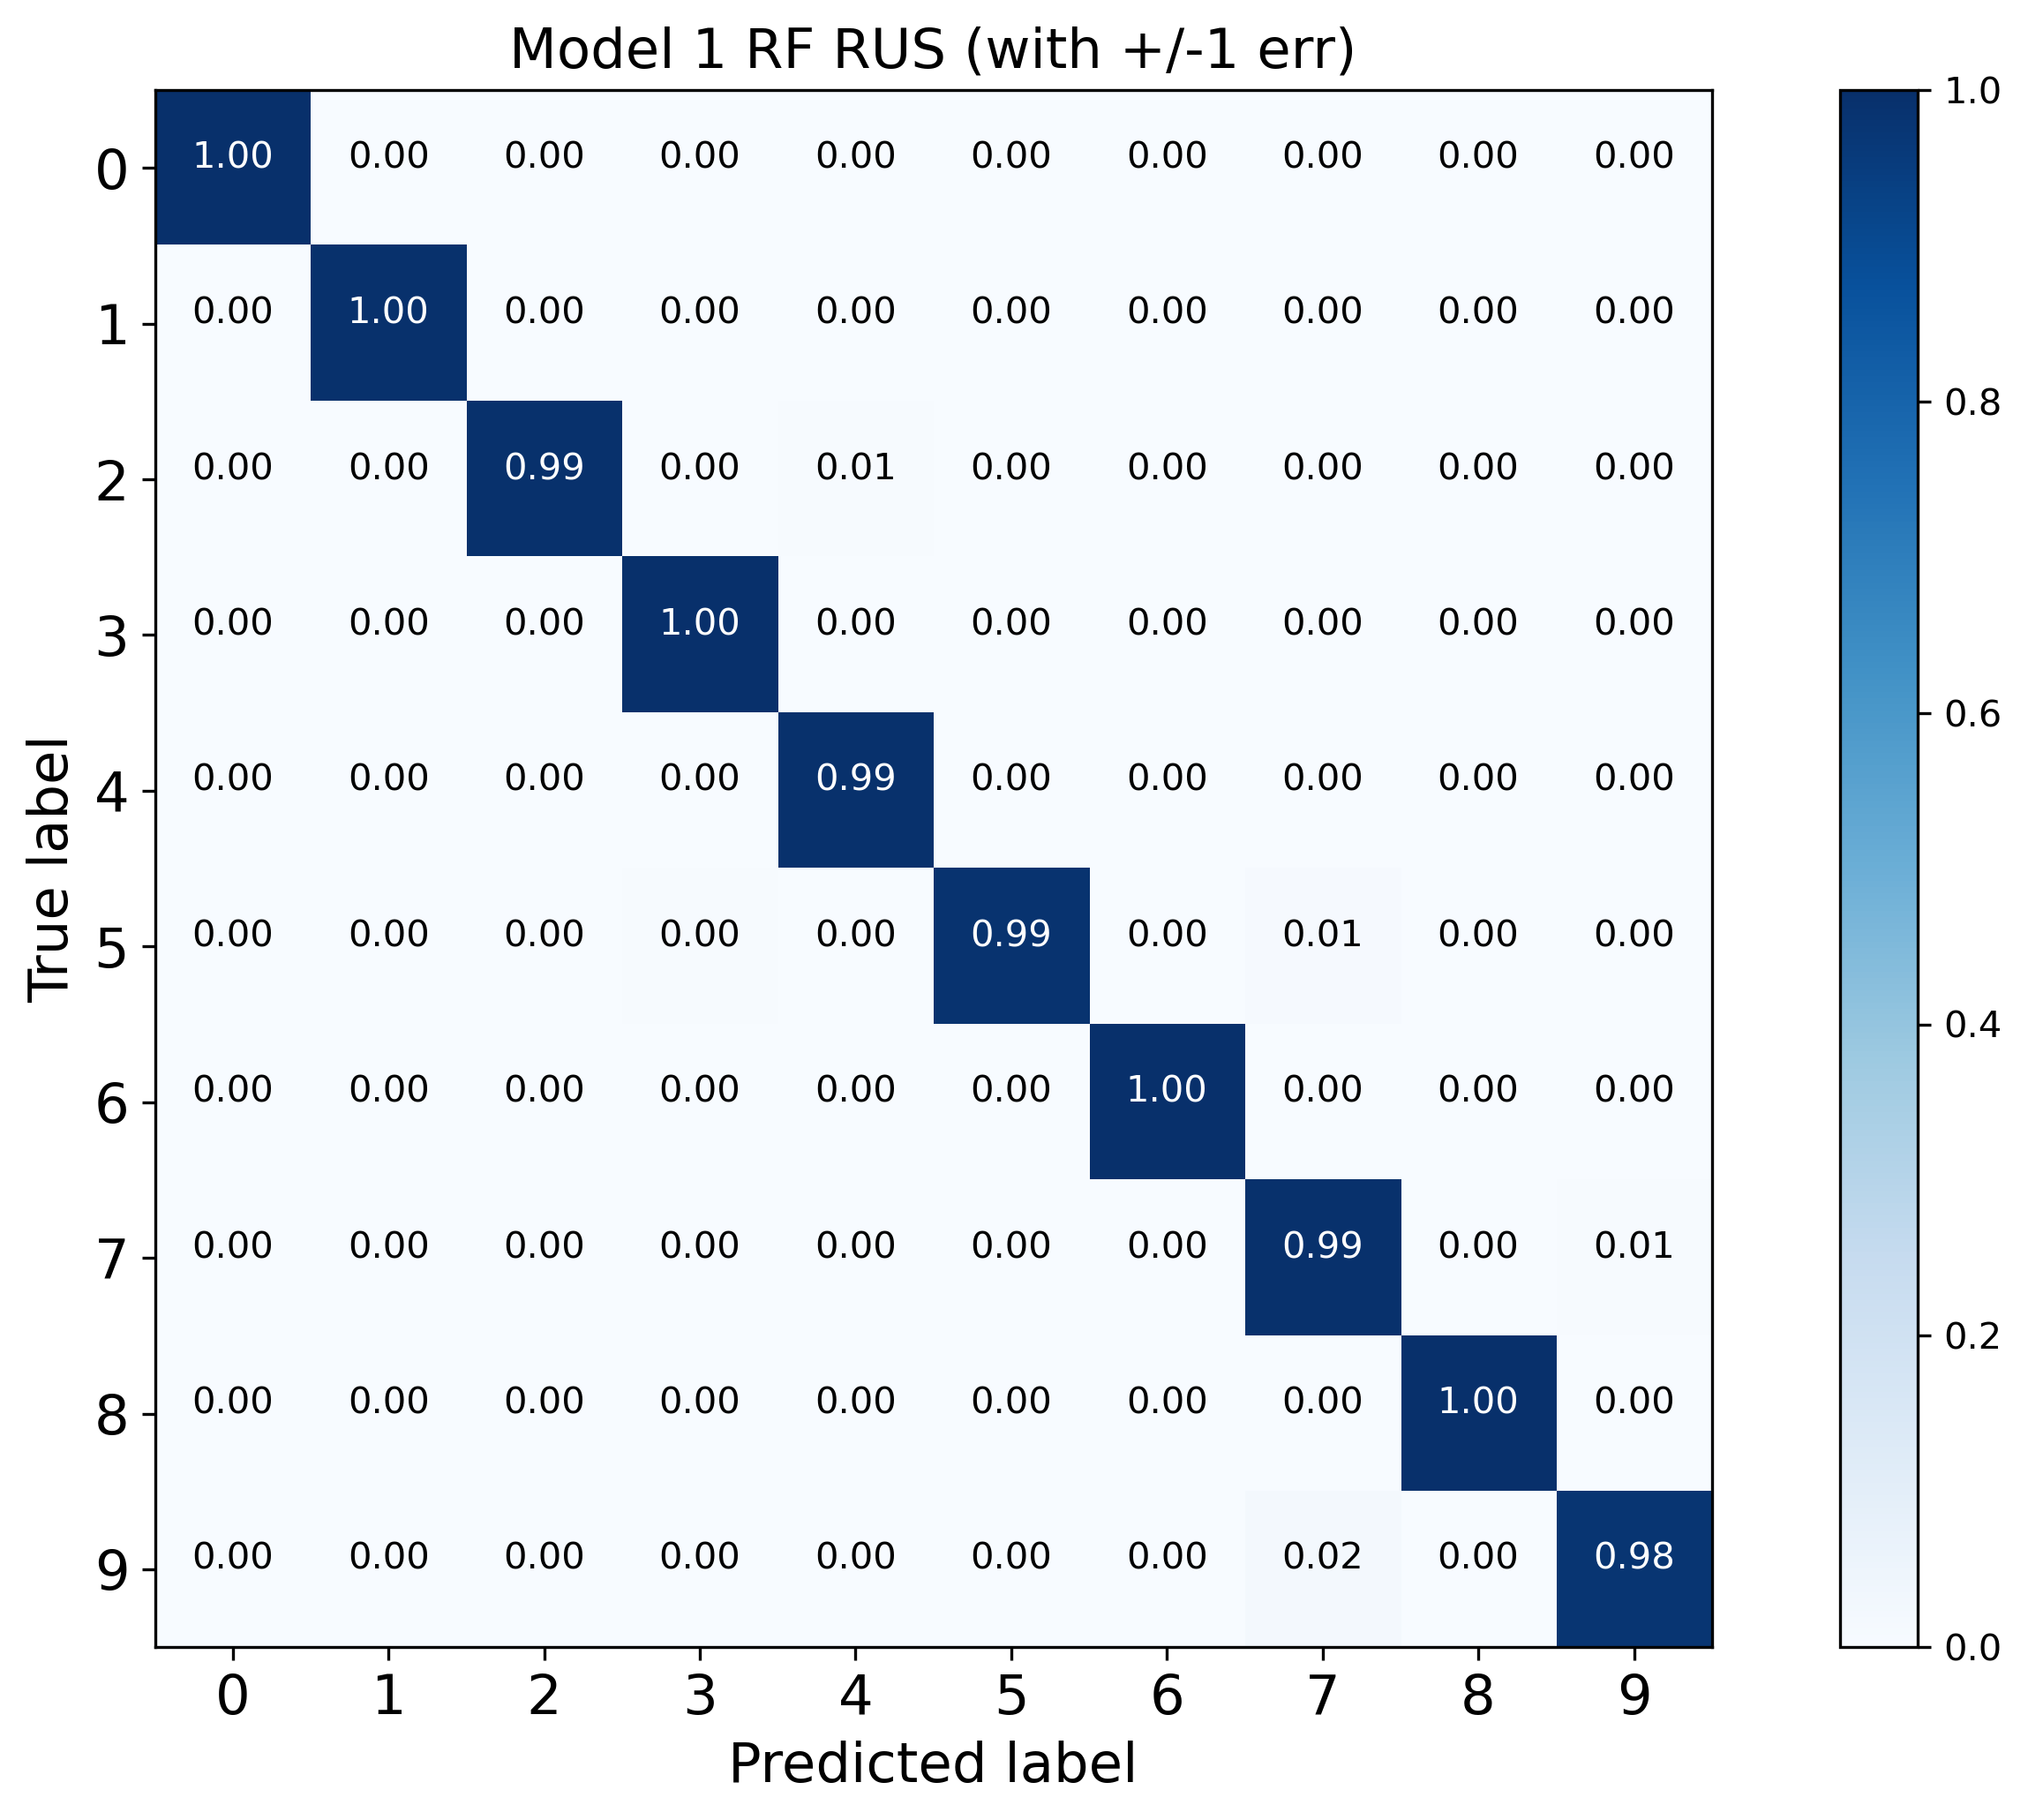 Model 1 RF RUS (with +/-1 err)
0 1.00 0.00 0.00 0.00 0.00 0.00 0.00 0.00 0.00 0.00
1 0.00 1.00 0.00 0.00 0.00 0.00 0.00 0.00 0.00 0.00
2 0.00 0.00 0.99 0.00 0.01 0.00 0.00 0.00 0.00 0.00
3 0.00 0.00 0.00 1.00 0.00 0.00 0.00 0.00 0.00 0.00
4 0.00 0.00 0.00 0.00 0.99 0.00 0.00 0.00 0.00 0.00
5 0.00 0.00 0.00 0.00 0.00 0.99 0.00 0.01 0.00 0.00
6 0.00 0.00 0.00 0.00 0.00 0.00 1.00 0.00 0.00 0.00
7 0.00 0.00 0.00 0.00 0.00 0.00 0.00 0.99 0.00 0.01
8 0.00 0.00 0.00 0.00 0.00 0.00 0.00 0.00 1.00 0.00
9 0.00 0.00 0.00 0.00 0.00 0.00 0.00 0.02 0.00 0.98
0 1 2 3 4 5 6 7 8 9
Predicted label
True label
1.0
0.8
0.6
0.4
0.2
0.0